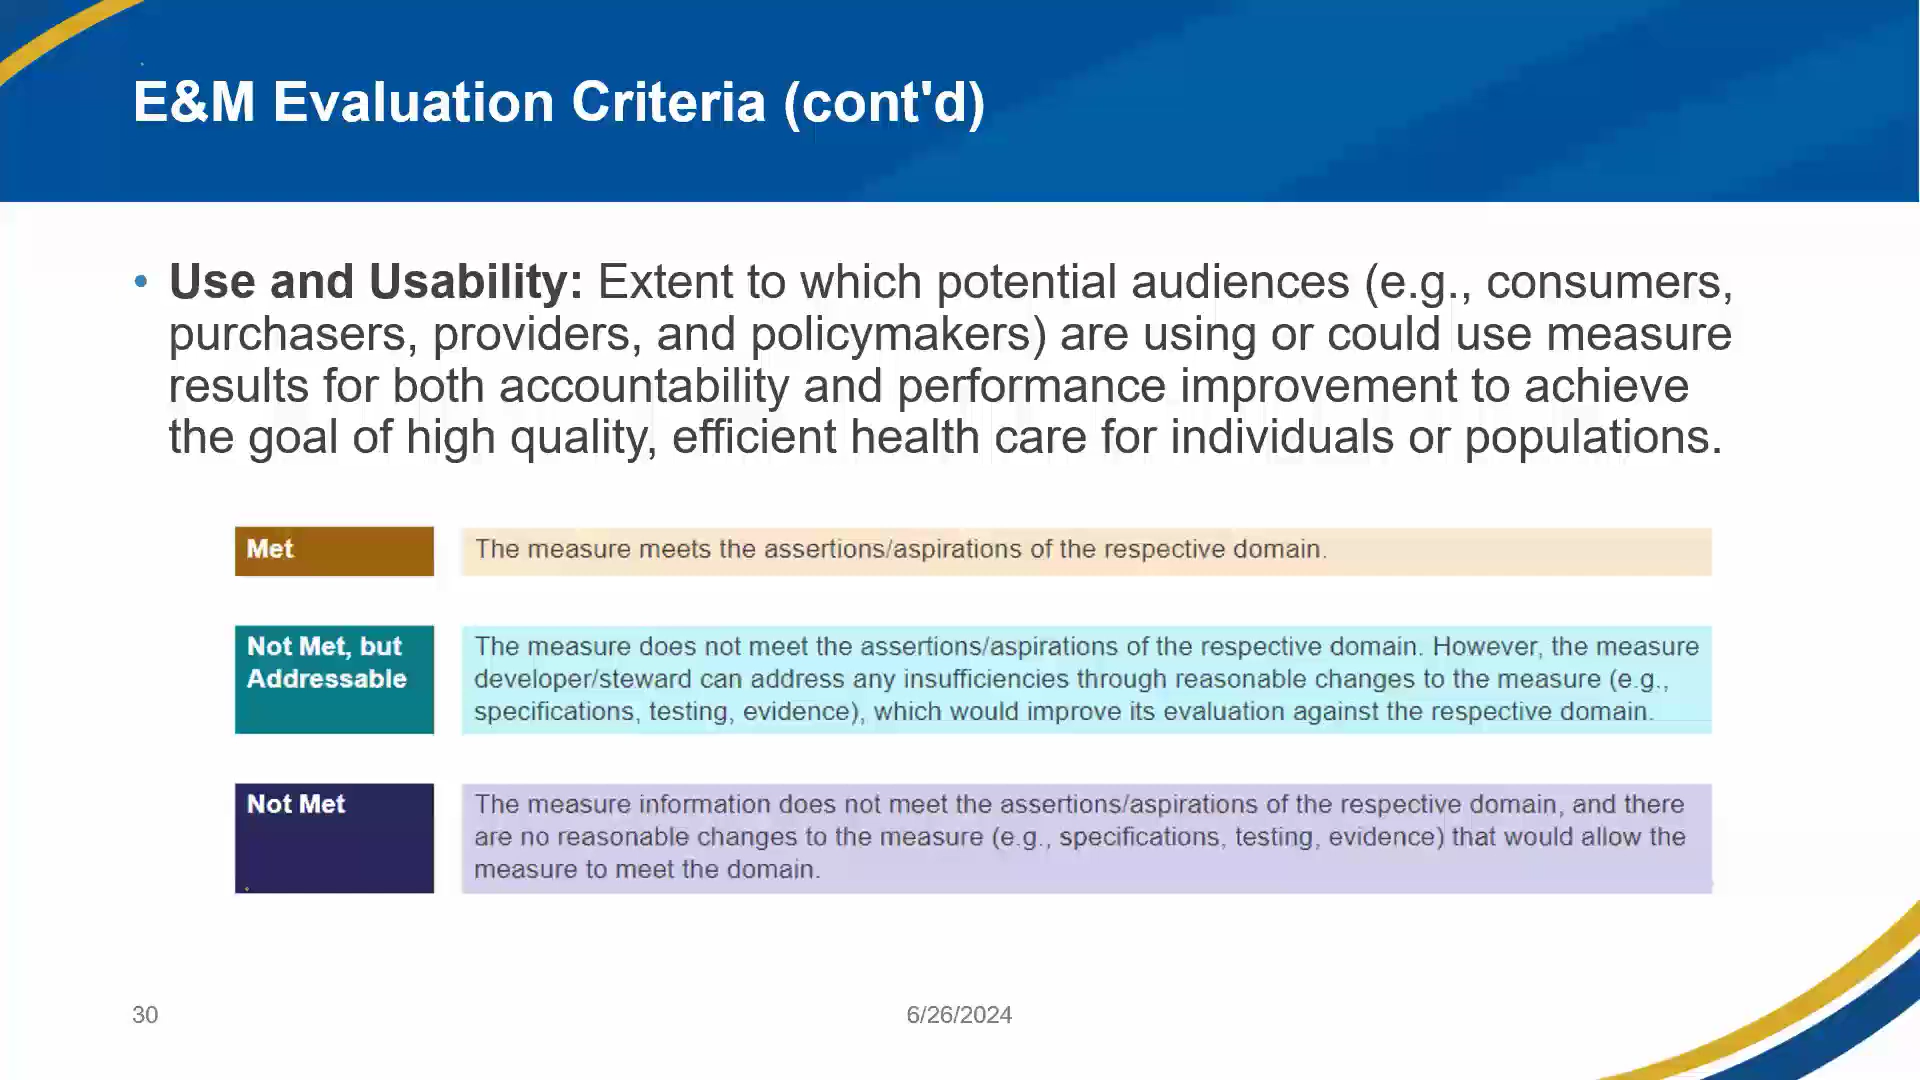 E&M Evaluation Criteria (cont'd)
• Use and Usability: Extent to which potential audiences (e.g., consumers,
purchasers, providers, and policymakers) are using or could use measure
results for both accountability and performance improvement to achieve
the goal of high quality, efficient health care for individuals or populations.
Met
The measure meets the assertions/aspirations of the respective domain.
Not Met, but
Addressable
The measure does not meet the assertions/aspirations of the respective domain. However, the measure
developer/steward can address any insufficiencies through reasonable changes to the measure (e.g.,
specifications, testing, evidence), which would improve its evaluation against the respective domain.
Not Met
The measure information does not meet the assertions/aspirations of the respective domain, and there
are no reasonable changes to the measure (e.g., specifications, testing, evidence) that would allow the
measure to meet the domain.
30
6/26/2024